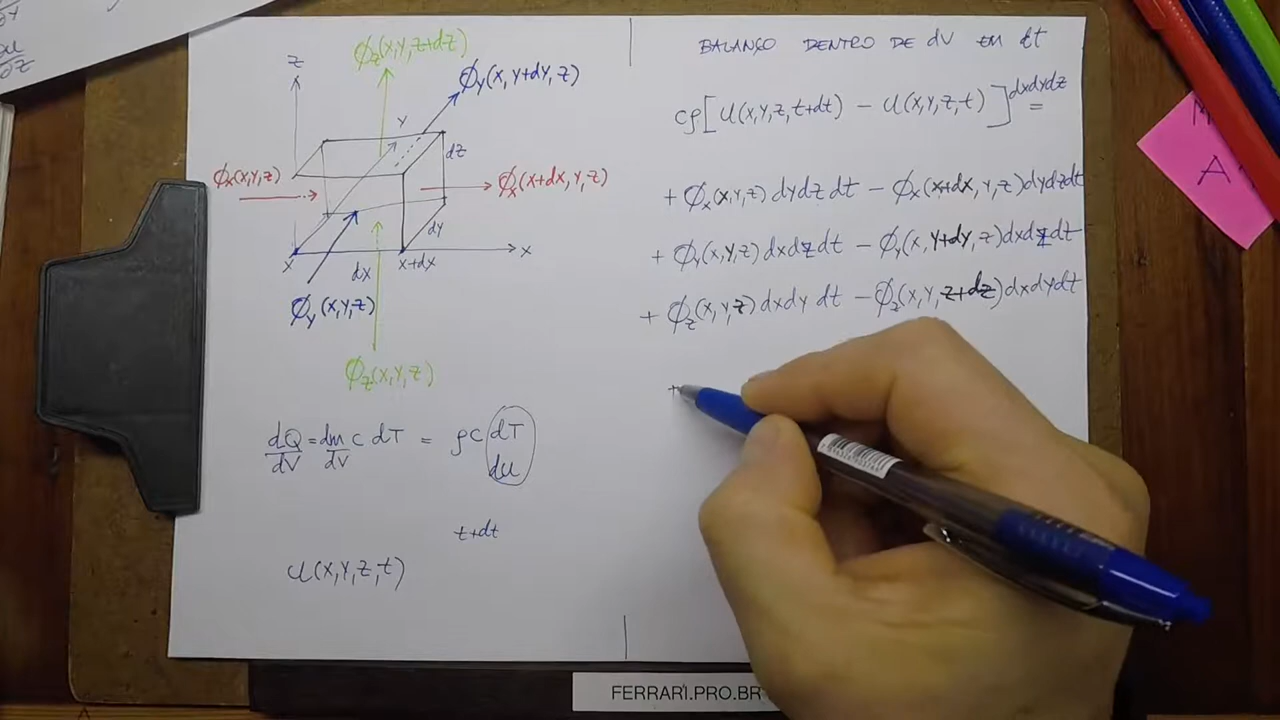 ∂Y
∂u
∂z
z
ϕz(x,y,z+dz)
ϕy(x,y+dy,z)
y
dz
ϕx(x,y,z)
ϕx(x+dx,y,z)
dy
x
dx
x+dx
x
ϕy(x,y,z)
ϕz(x,y,z)
dQ/dV = dm/dV c dT = ρc dT
du
t+dt
u(x,y,z,t)
BALANÇO DENTRO DE dV EM dt
cρ[u(x,y,z,t+dt) − u(x,y,z,t)]dxdydz =
+ ϕx(x,y,z)dydz dt − ϕx(x+dx,y,z)dydzdt
+ ϕy(x,y,z)dxdzdt − ϕy(x,y+dy,z)dxdzdt
+ ϕz(x,y,z)dxdy dt − ϕz(x,y,z+dz)dxdydt
+
A
FERRARI.PRO.BR